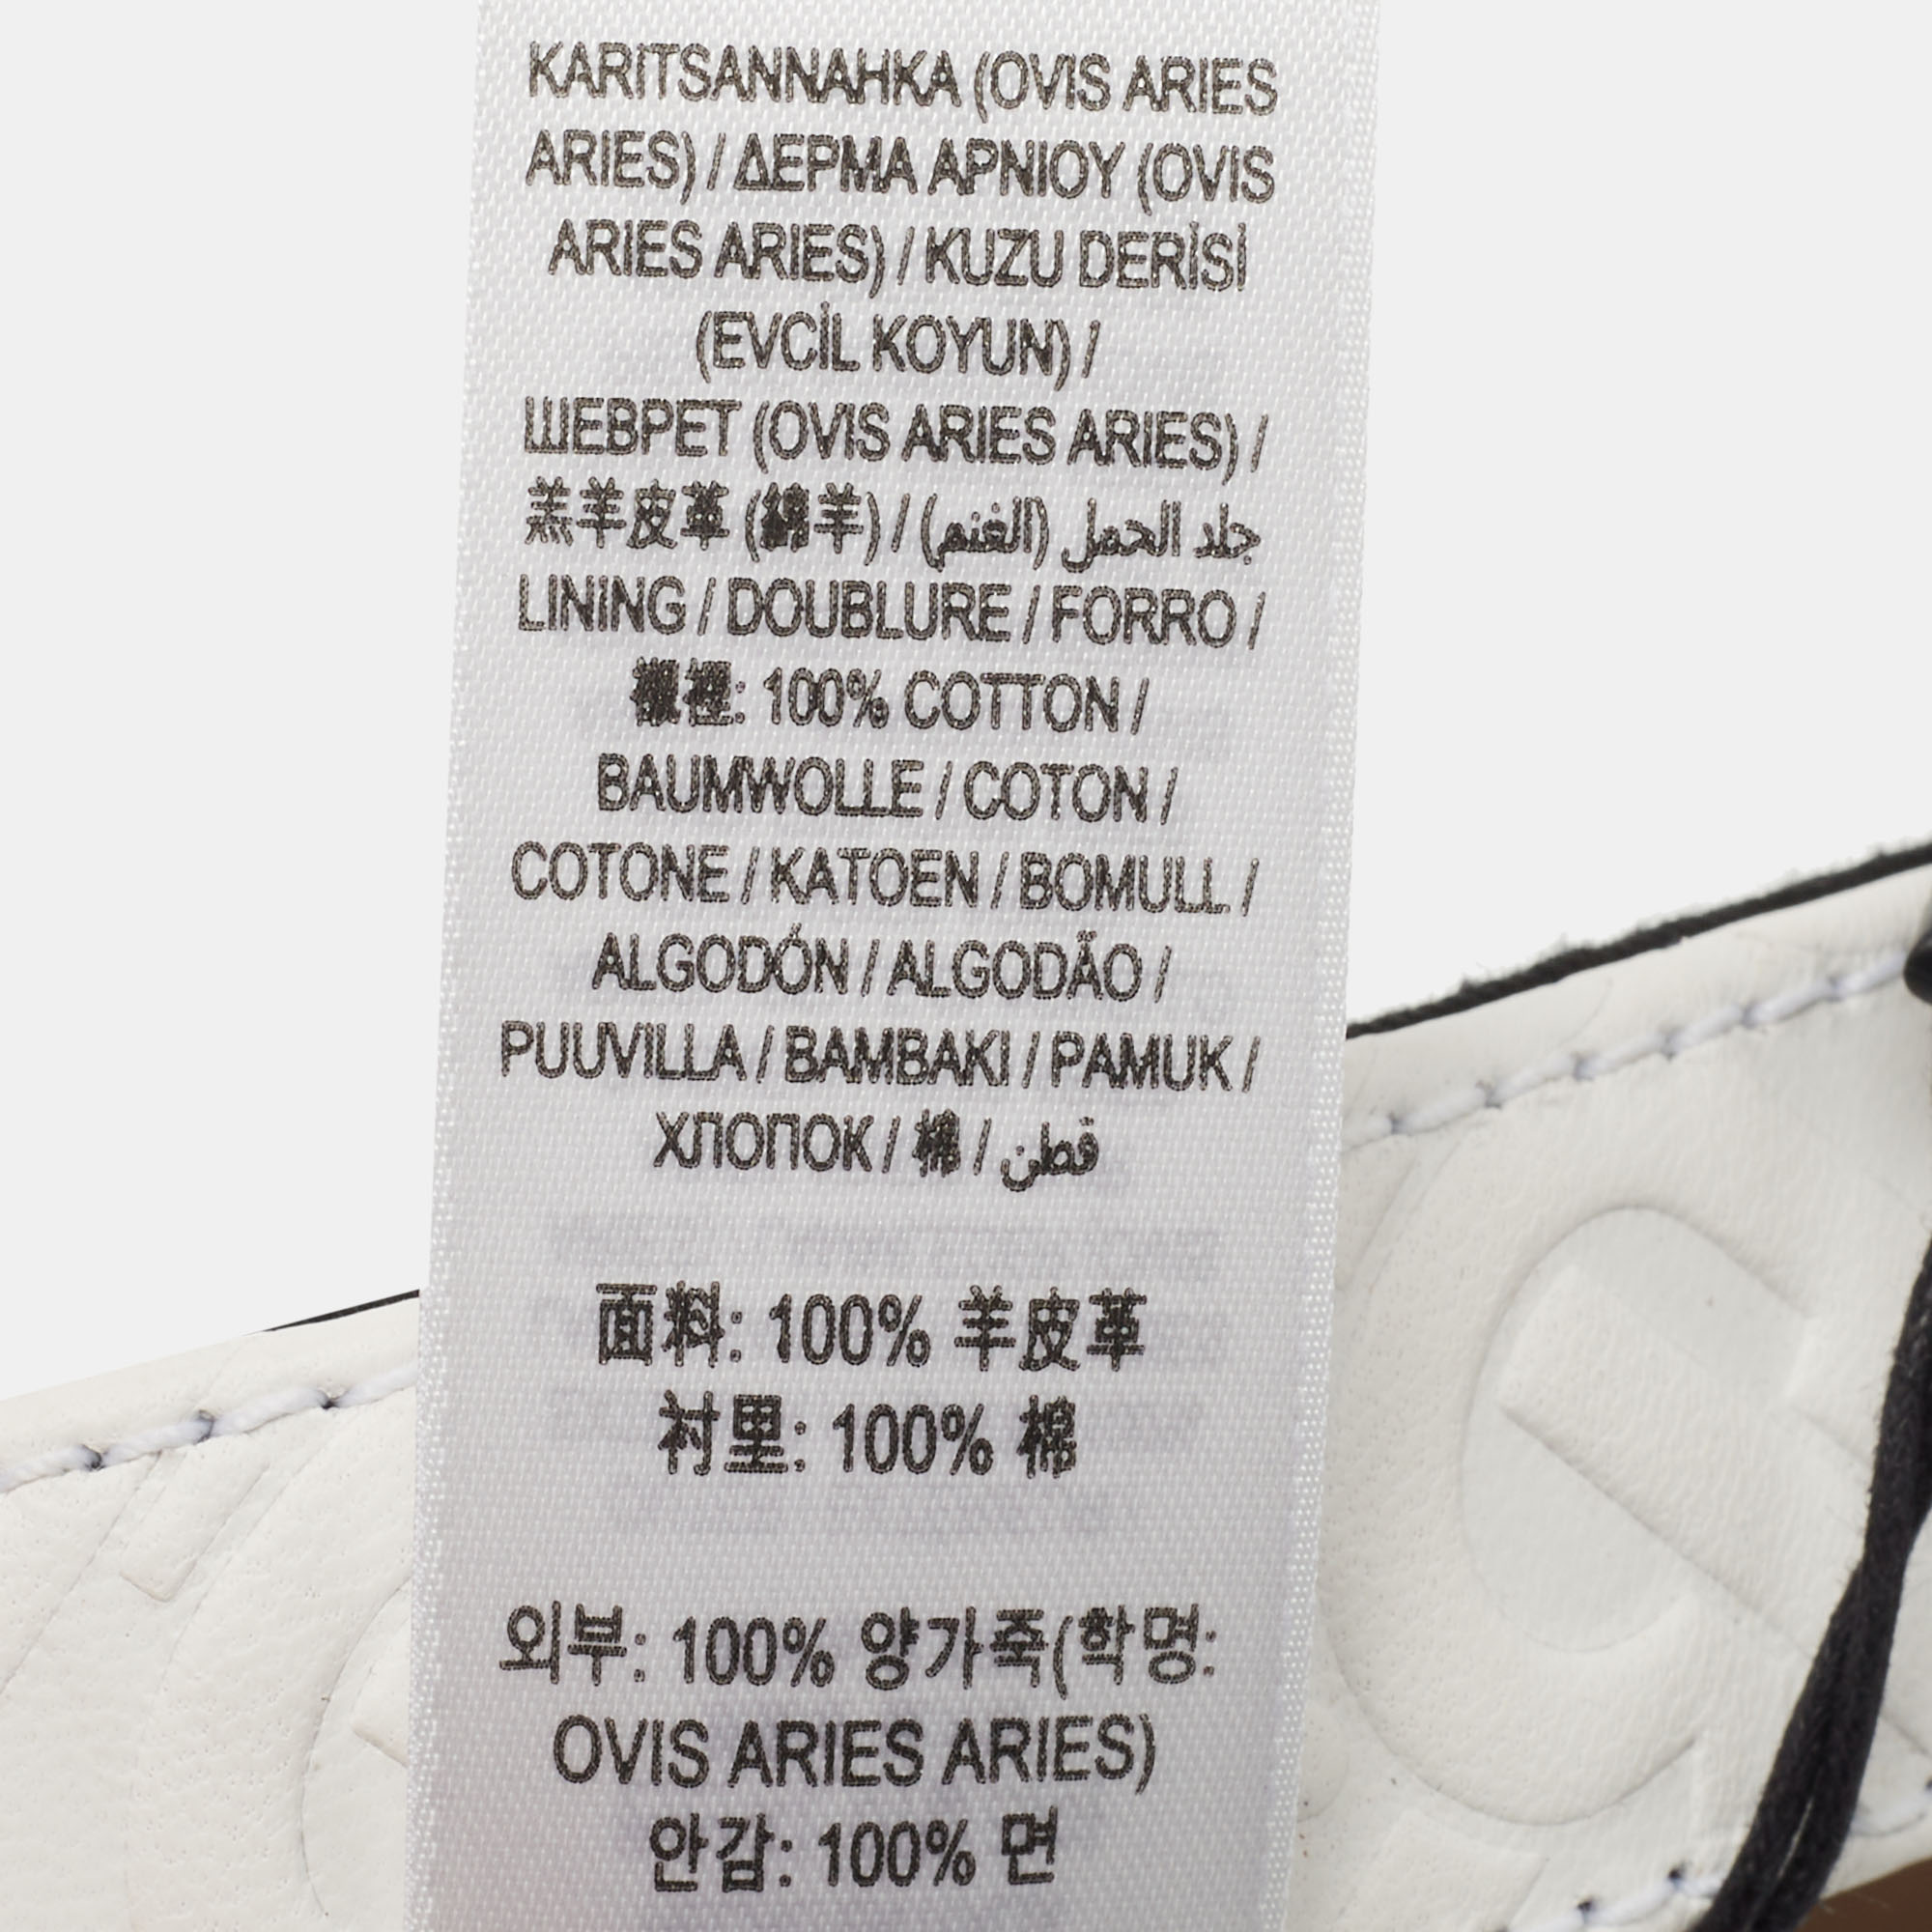 KARITSANNAHKA (OVIS ARIES
ARIES) / ΔΕΡΜΑ ΑΡΝΙΟΥ (OVIS
ARIES ARIES) / KUZU DERİSİ
(EVCİL KOYUN) /
ШЕВРЕТ (OVIS ARIES ARIES) /
羔羊皮革 (綿羊) / جلد الحمل (الغنم)
LINING / DOUBLURE / FORRO /
襯裡: 100% COTTON /
BAUMWOLLE / COTON /
COTONE / KATOEN / BOMULL /
ALGODÓN / ALGODÃO /
PUUVILLA / BAMBAKI / PAMUK /
ХЛОПОК / 棉 / قطن
面料: 100% 羊皮革
衬里: 100% 棉
외부: 100% 양가죽(학명:
OVIS ARIES ARIES)
안감: 100% 면